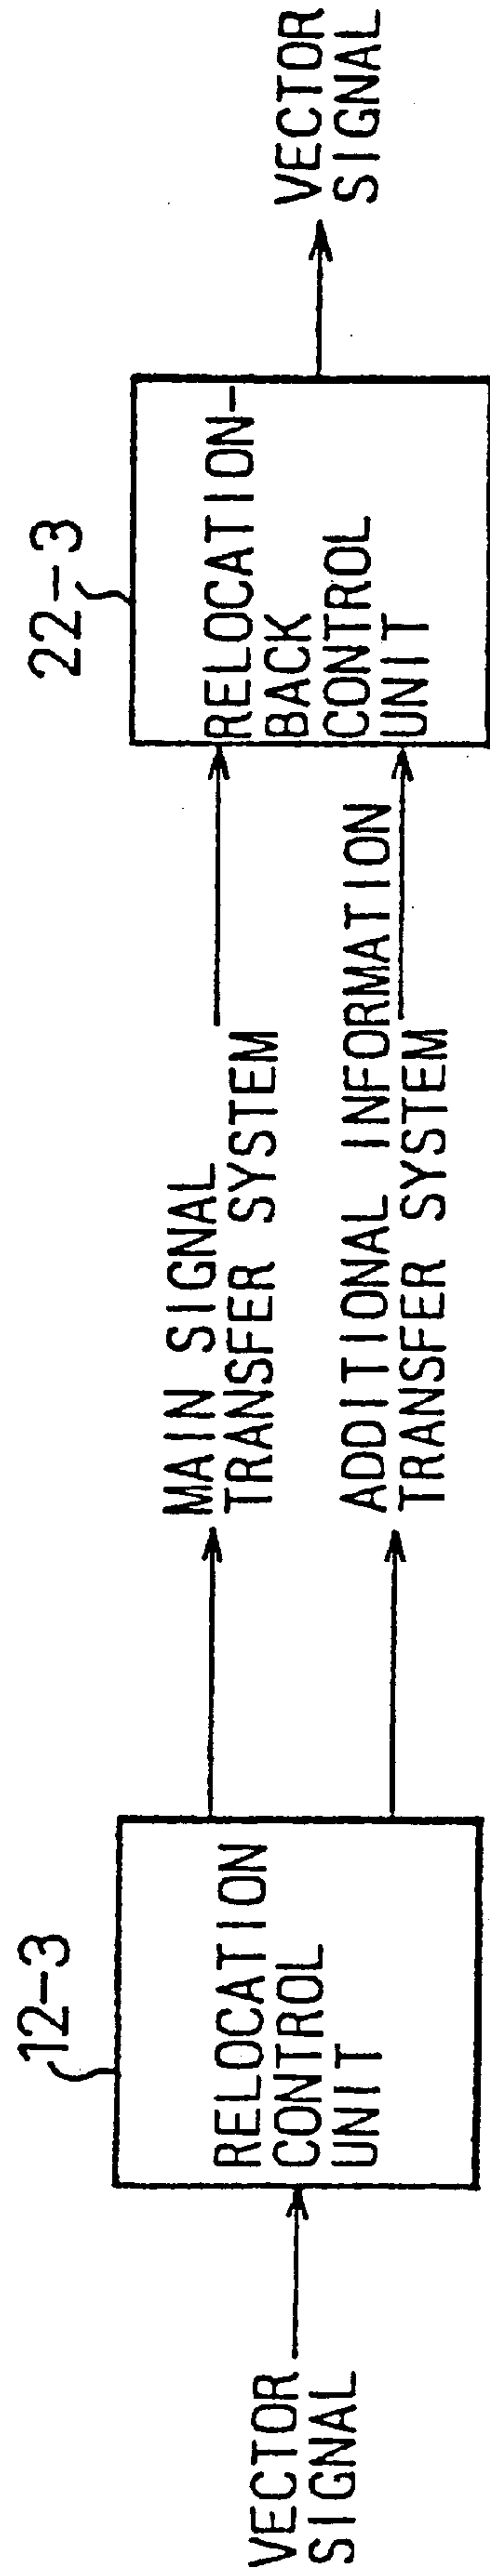 VECTOR
SIGNAL
12-3
RELOCATION
CONTROL
UNIT
MAIN SIGNAL
TRANSFER SYSTEM
ADDITIONAL INFORMATION
TRANSFER SYSTEM
22-3
RELOCATION-
BACK
CONTROL
UNIT
VECTOR
SIGNAL